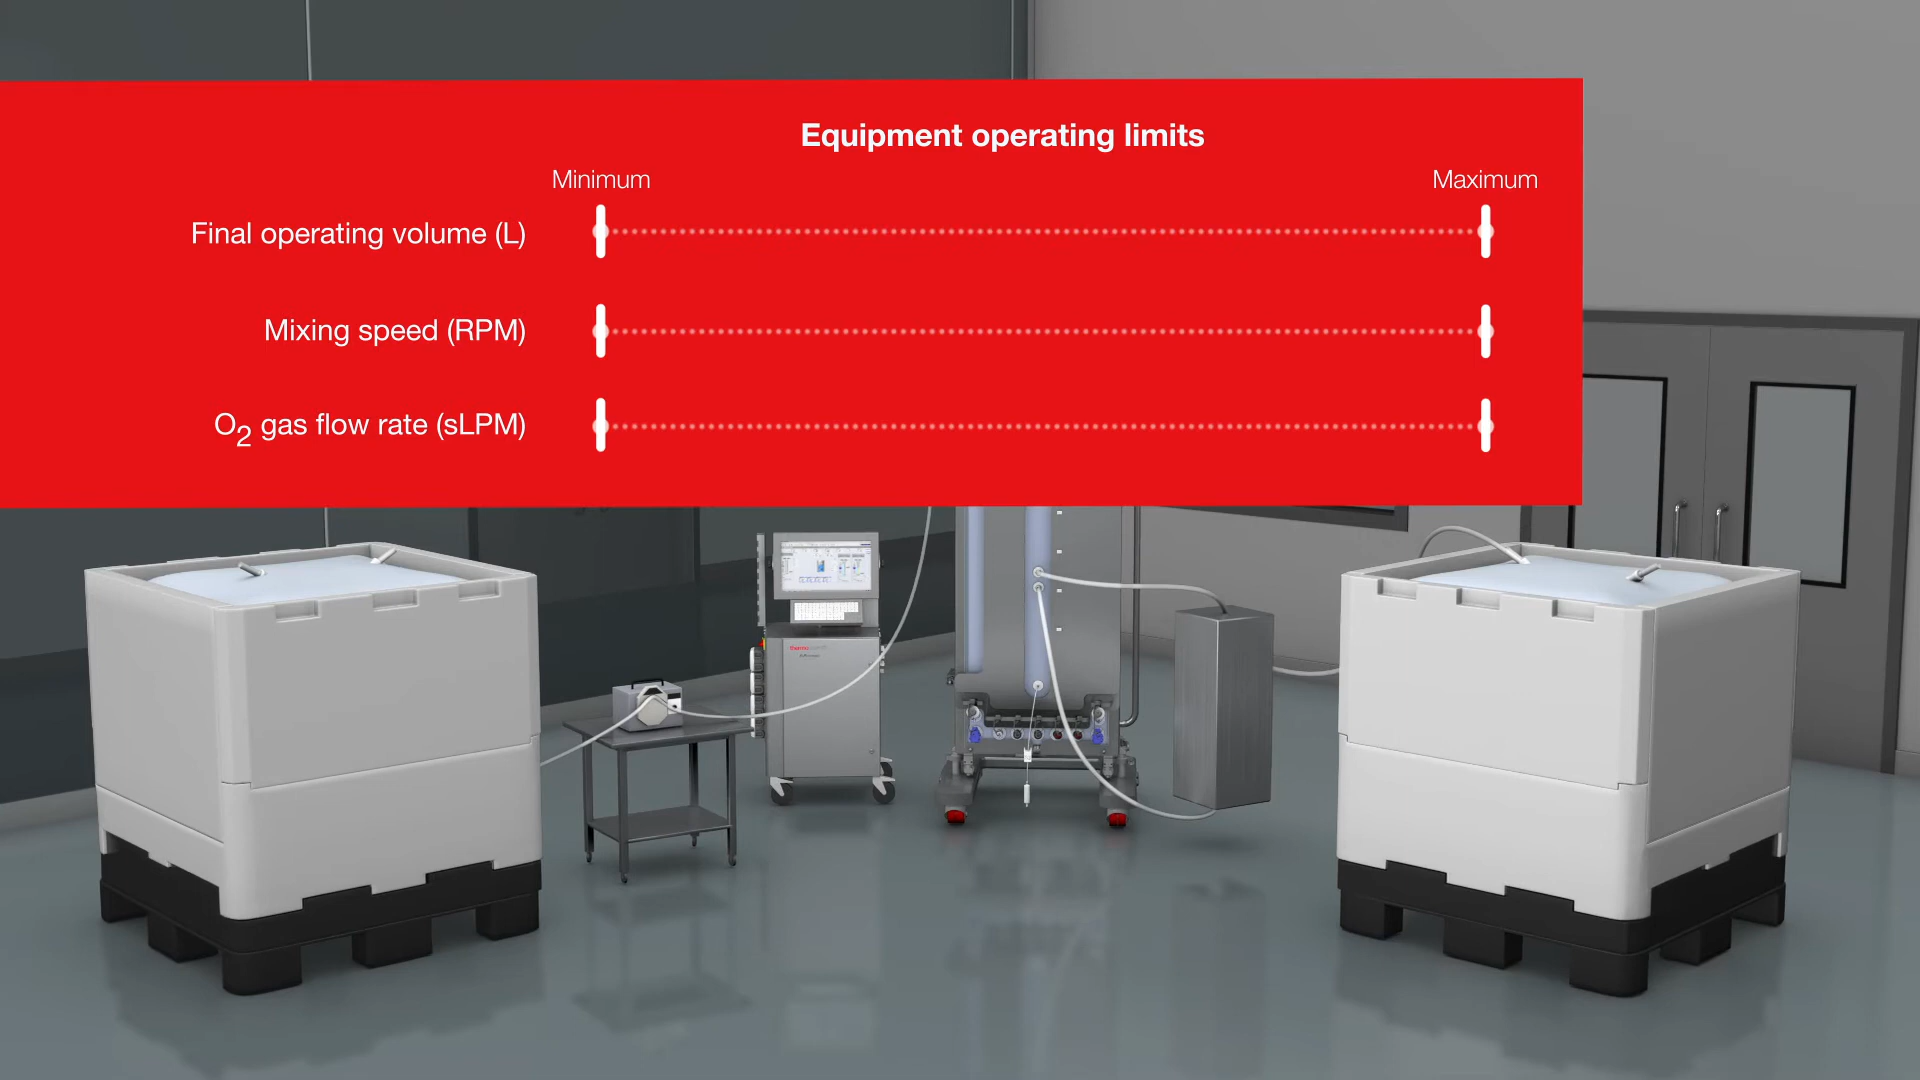 Equipment operating limits
Minimum Maximum
Final operating volume (L)
Mixing speed (RPM)
O₂ gas flow rate (sLPM)